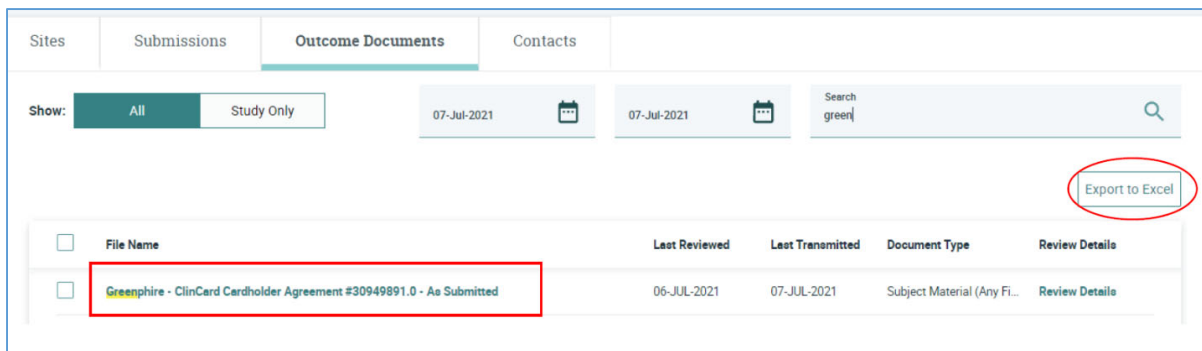 Sites Submissions Outcome Documents Contacts
Show: All Study Only 07-Jul-2021 07-Jul-2021 Search
green
Export to Excel
File Name Last Reviewed Last Transmitted Document Type Review Details
Greenphire - ClinCard Cardholder Agreement #30949891.0 - As Submitted 06-JUL-2021 07-JUL-2021 Subject Material (Any Fi... Review Details